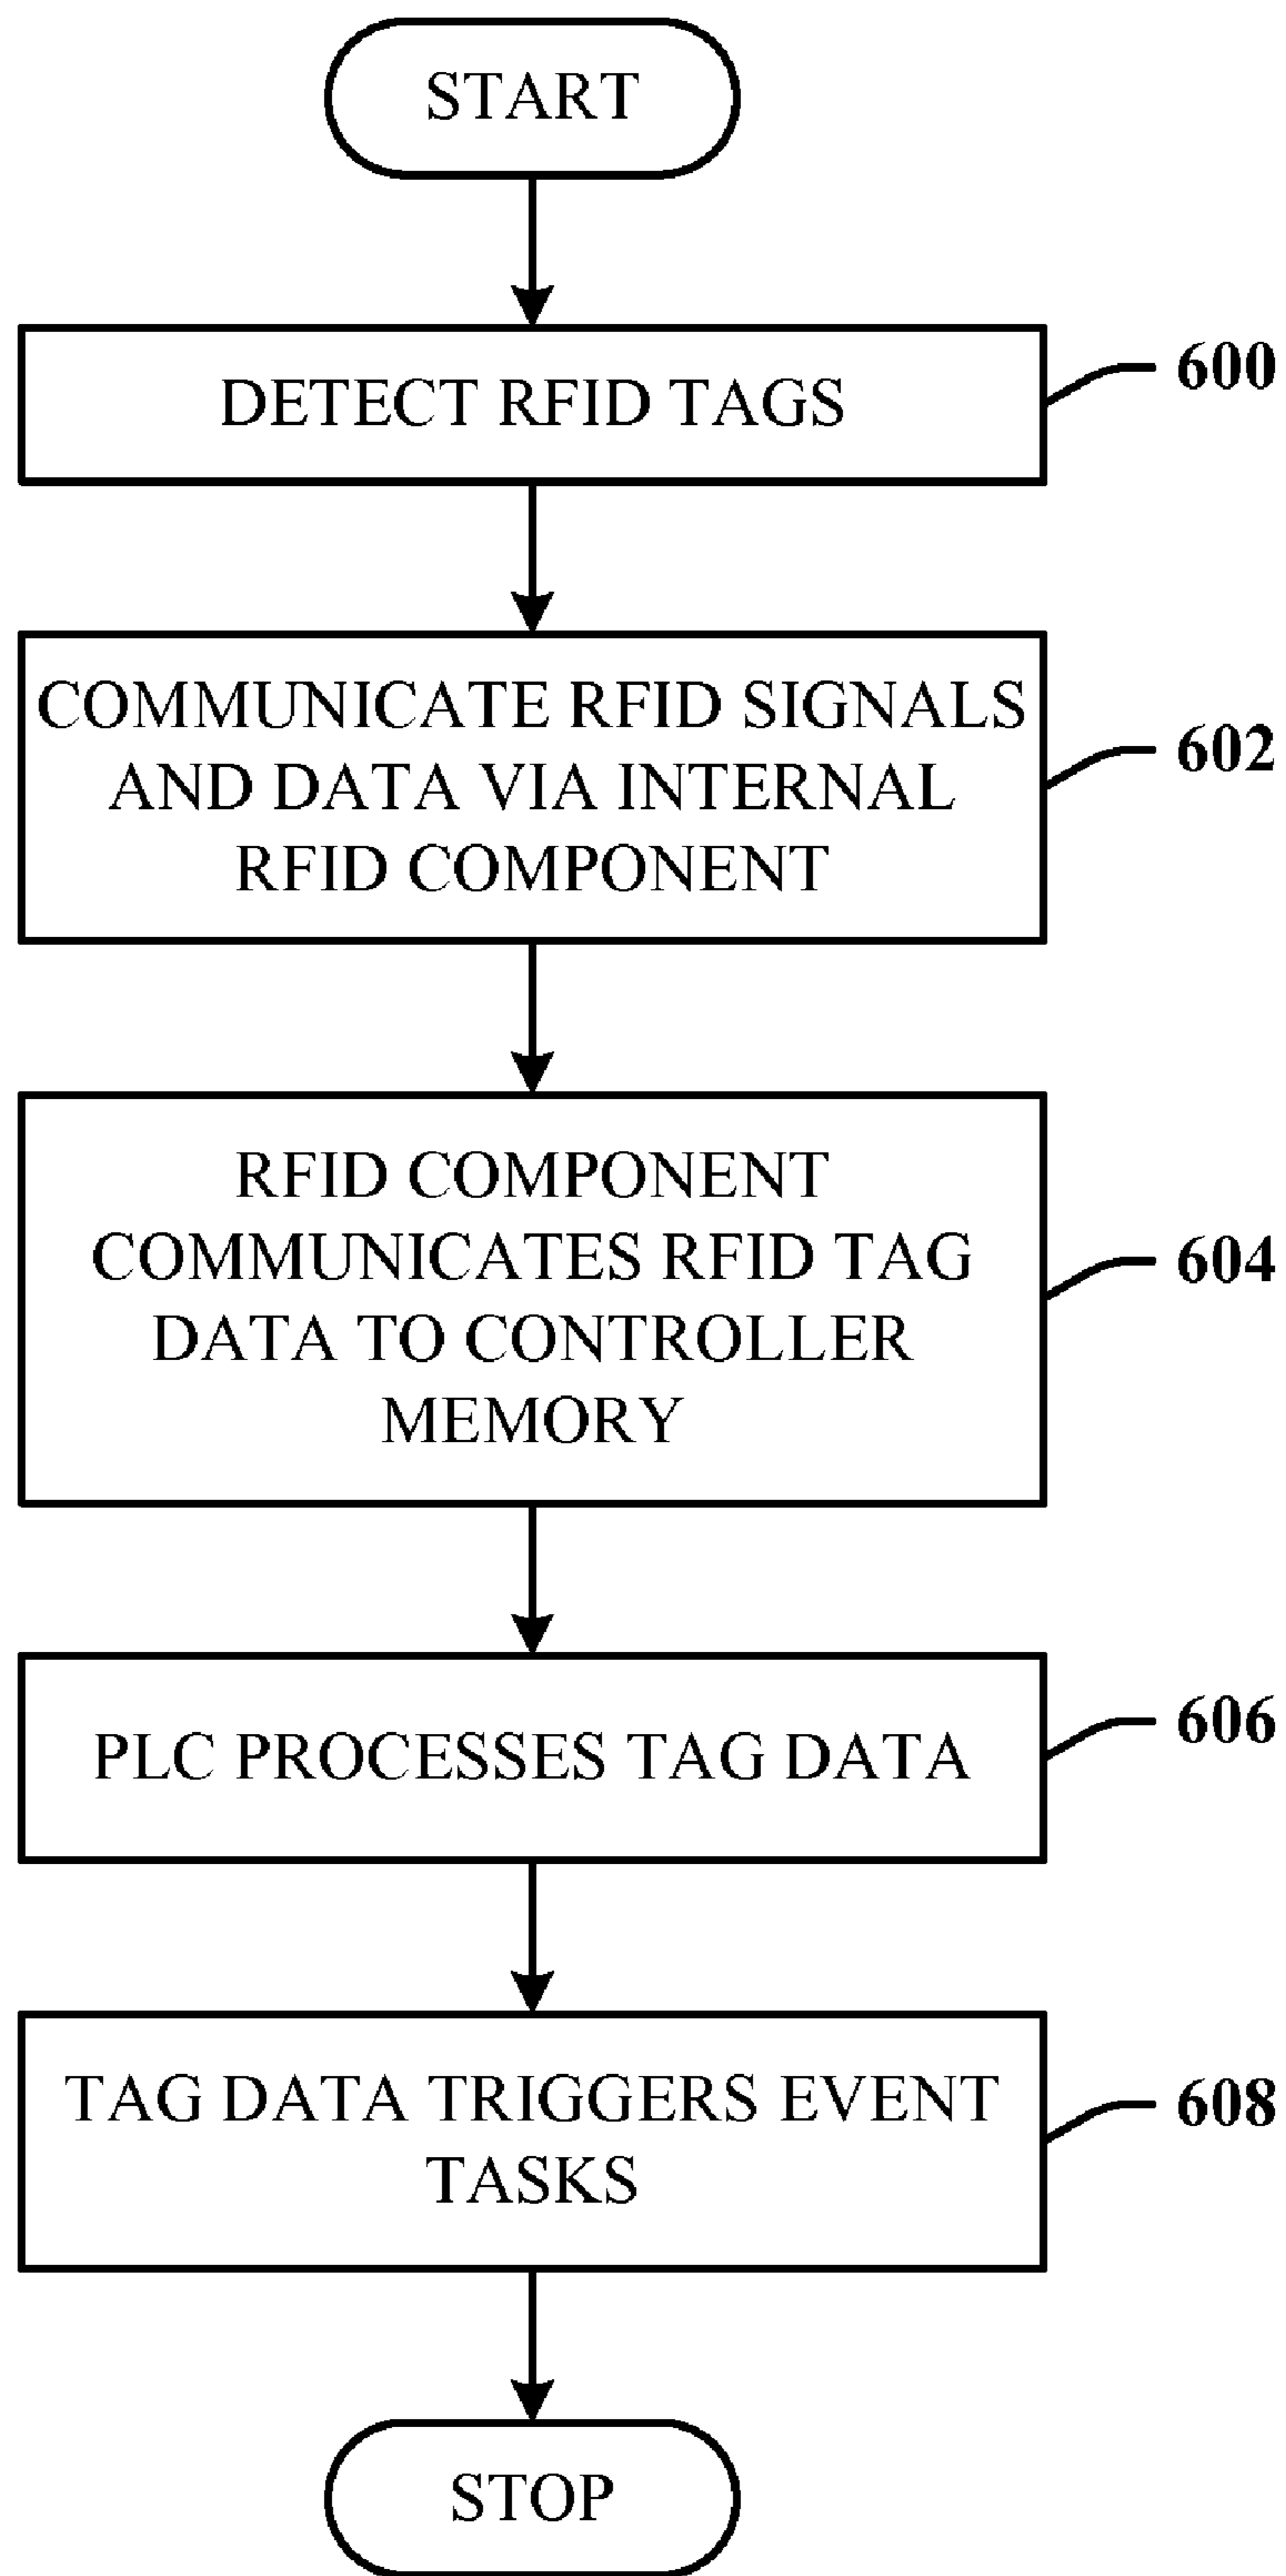 START
DETECT RFID TAGS
600
COMMUNICATE RFID SIGNALS
AND DATA VIA INTERNAL
RFID COMPONENT
602
RFID COMPONENT
COMMUNICATES RFID TAG
DATA TO CONTROLLER
MEMORY
604
PLC PROCESSES TAG DATA
606
TAG DATA TRIGGERS EVENT
TASKS
608
STOP